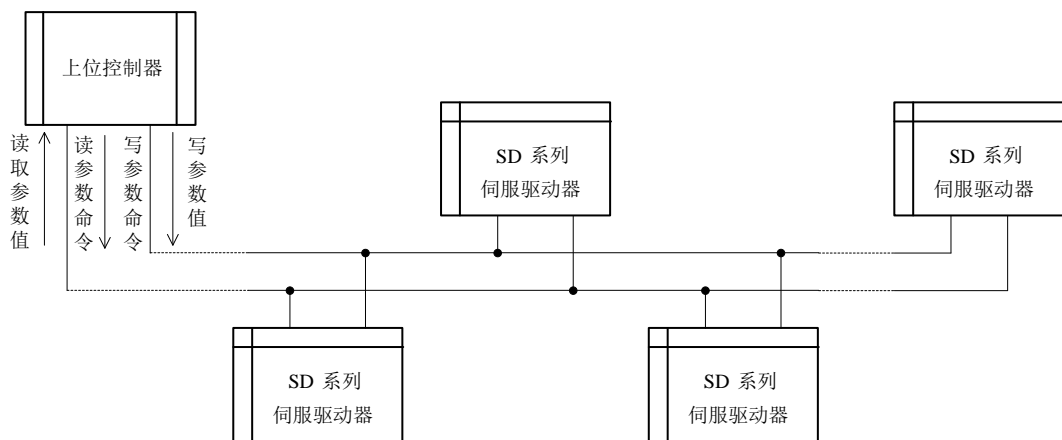 上位控制器
读取参数值
读参数命令
写参数命令
写参数值
SD 系列
伺服驱动器
SD 系列
伺服驱动器
SD 系列
伺服驱动器
SD 系列
伺服驱动器